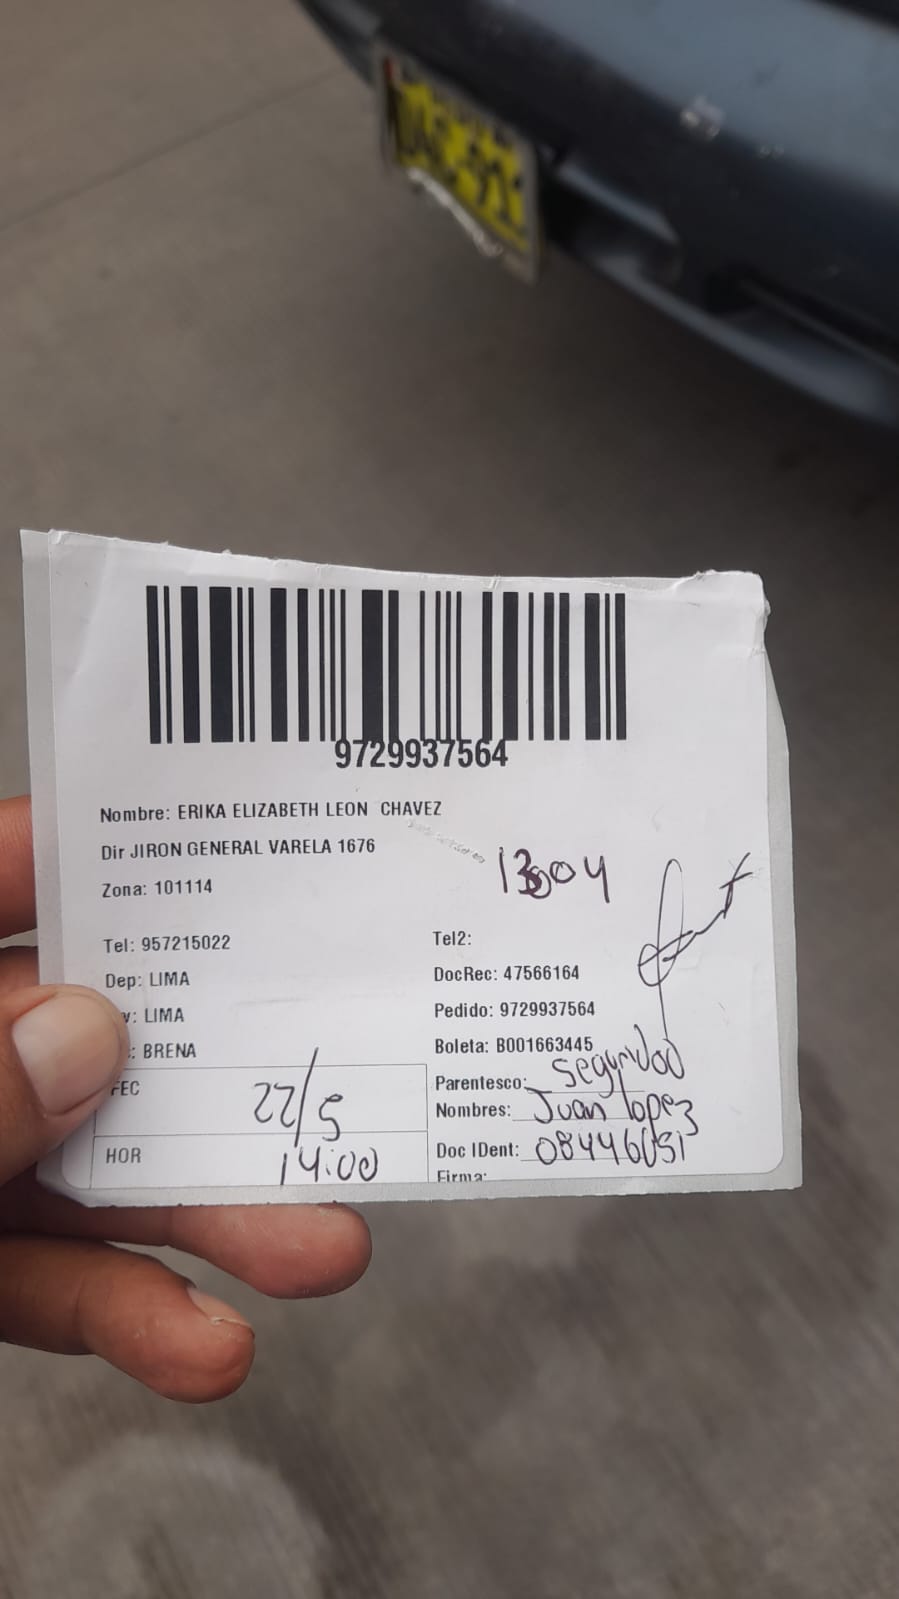 9729937564
Nombre: ERIKA ELIZABETH LEON CHAVEZ
Dir JIRON GENERAL VARELA 1676
Zona: 101114
Tel: 957215022
Tel2:
Dep: LIMA
DocRec: 47566164
v: LIMA
Pedido: 9729937564
: BRENA
Boleta: B001663445
Parentesco: Seguridad
FEC 22/5
Nombres: Juan lopez
HOR 14:00
Doc IDent:
Firma: